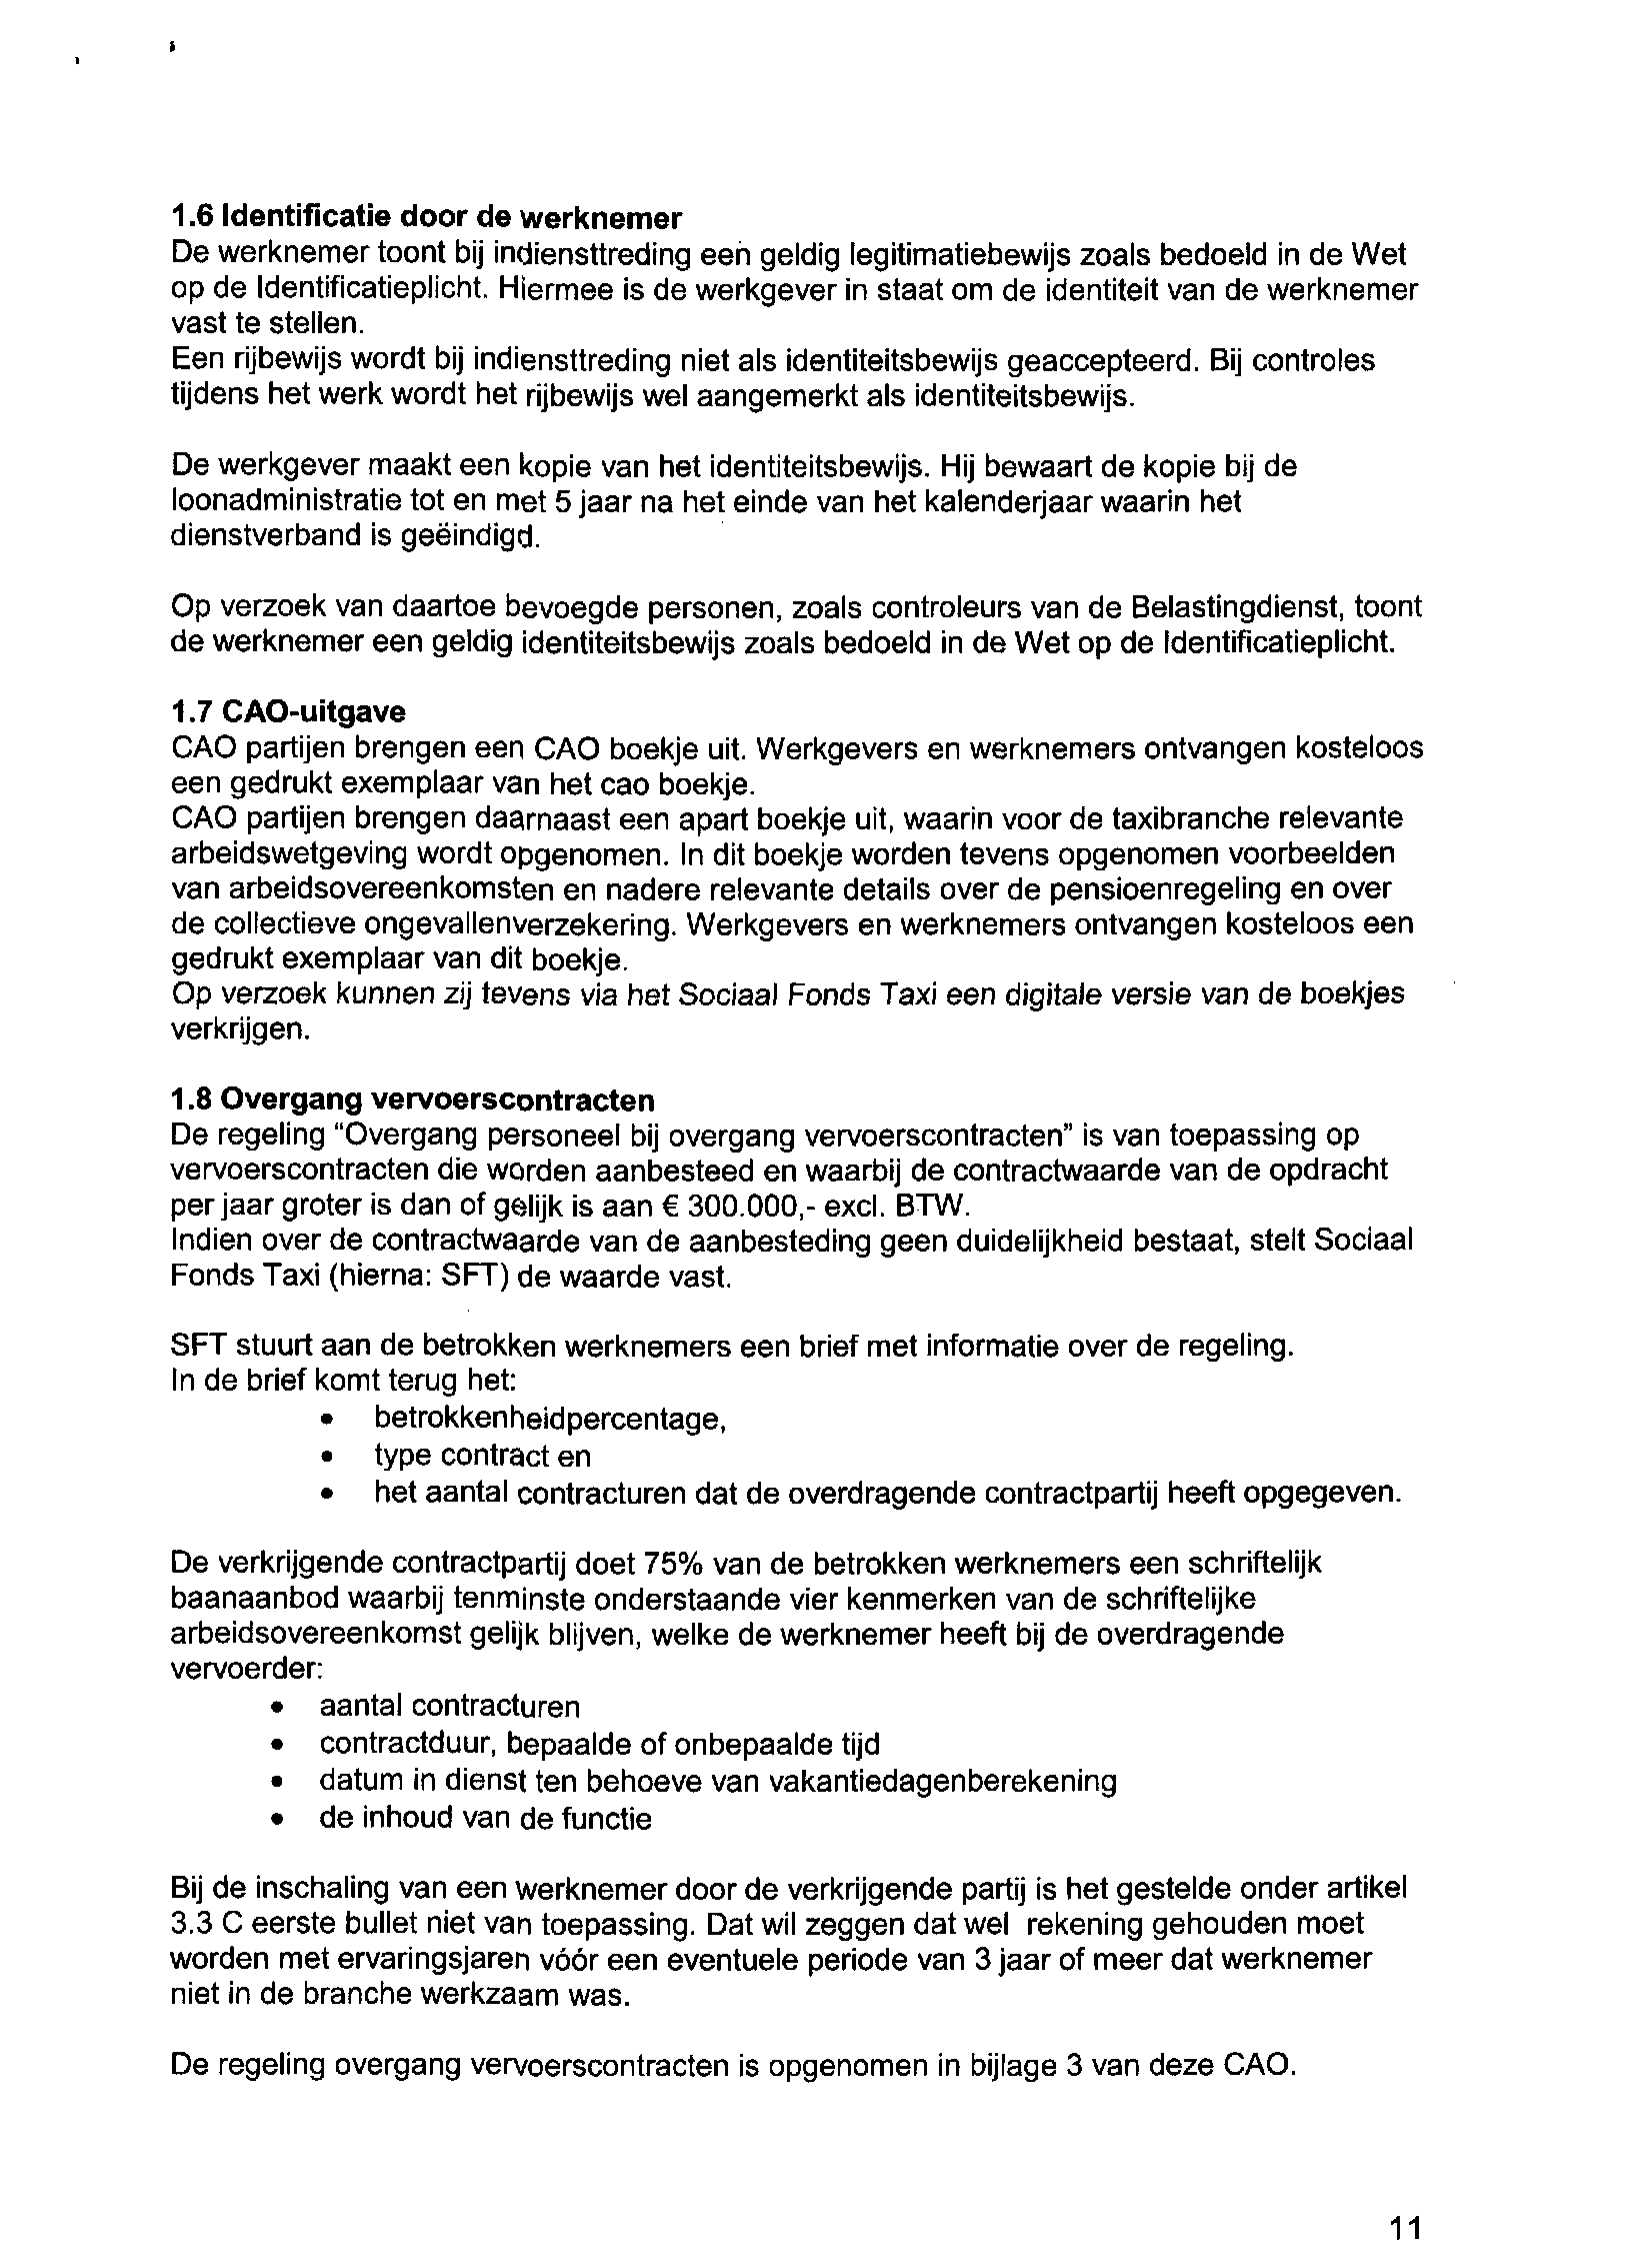 1.6 Identificatie door de werknemer
De werknemer toont bij indiensttreding een geldig legitimatiebewijs zoals bedoeld in de Wet
op de Identificatieplicht. Hiermee is de werkgever in staat om de identiteit van de werknemer
vast te stellen.
Een rijbewijs wordt bij indiensttreding niet als identiteitsbewijs geaccepteerd. Bij controles
tijdens het werk wordt het rijbewijs wel aangemerkt als identiteitsbewijs.
De werkgever maakt een kopie van het identiteitsbewijs. Hij bewaart de kopie bij de
loonadministratie tot en met 5 jaar na het einde van het kalenderjaar waarin het
dienstverband is geëindigd.
Op verzoek van daartoe bevoegde personen, zoals controleurs van de Belastingdienst, toont
de werknemer een geldig identiteitsbewijs zoals bedoeld in de Wet op de Identificatieplicht.
1.7 CAO-uitgave
CAO partijen brengen een CAO boekje uit. Werkgevers en werknemers ontvangen kosteloos
een gedrukt exemplaar van het cao boekje.
CAO partijen brengen daarnaast een apart boekje uit, waarin voor de taxibranche relevante
arbeidswetgeving wordt opgenomen. In dit boekje worden tevens opgenomen voorbeelden
van arbeidsovereenkomsten en nadere relevante details over de pensioenregeling en over
de collectieve ongevallenverzekering. Werkgevers en werknemers ontvangen kosteloos een
gedrukt exemplaar van dit boekje.
Op verzoek kunnen zij tevens via het Sociaal Fonds Taxi een digitale versie van de boekjes
verkrijgen.
1.8 Overgang vervoerscontracten
De regeling “Overgang personeel bij overgang vervoerscontracten” is van toepassing op
vervoerscontracten die worden aanbesteed en waarbij de contractwaarde van de opdracht
per jaar groter is dan of gelijk is aan € 300.000,- excl. BTW.
Indien over de contractwaarde van de aanbesteding geen duidelijkheid bestaat, stelt Sociaal
Fonds Taxi (hierna: SFT) de waarde vast.
SFT stuurt aan de betrokken werknemers een brief met informatie over de regeling.
In de brief komt terug het:
• betrokkenheidpercentage,
• type contract en
• het aantal contracturen dat de overdragende contractpartij heeft opgegeven.
De verkrijgende contractpartij doet 75% van de betrokken werknemers een schriftelijk
baanaanbod waarbij tenminste onderstaande vier kenmerken van de schriftelijke
arbeidsovereenkomst gelijk blijven, welke de werknemer heeft bij de overdragende
vervoerder:
• aantal contracturen
• contractduur, bepaalde of onbepaalde tijd
• datum in dienst ten behoeve van vakantiedagenberekening
• de inhoud van de functie
Bij de inschaling van een werknemer door de verkrijgende partij is het gestelde onder artikel
3.3 C eerste bullet niet van toepassing. Dat wil zeggen dat wel rekening gehouden moet
worden met ervaringsjaren vóór een eventuele periode van 3 jaar of meer dat werknemer
niet in de branche werkzaam was.
De regeling overgang vervoerscontracten is opgenomen in bijlage 3 van deze CAO.
11